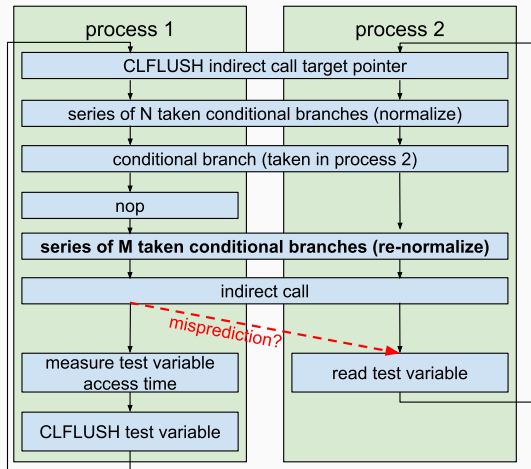 process 1
process 2
CLFLUSH indirect call target pointer
series of N taken conditional branches (normalize)
conditional branch (taken in process 2)
nop
series of M taken conditional branches (re-normalize)
indirect call
misprediction?
measure test variable
access time
read test variable
CLFLUSH test variable